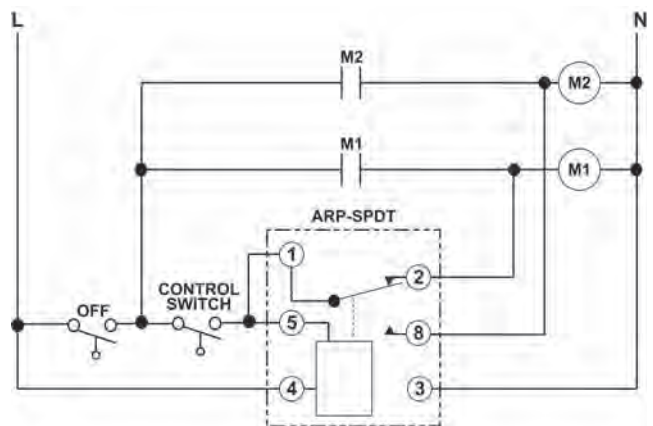 L N
M2
M2
M1
M1
ARP-SPDT
1
2
CONTROL
SWITCH
OFF
5
8
4
3